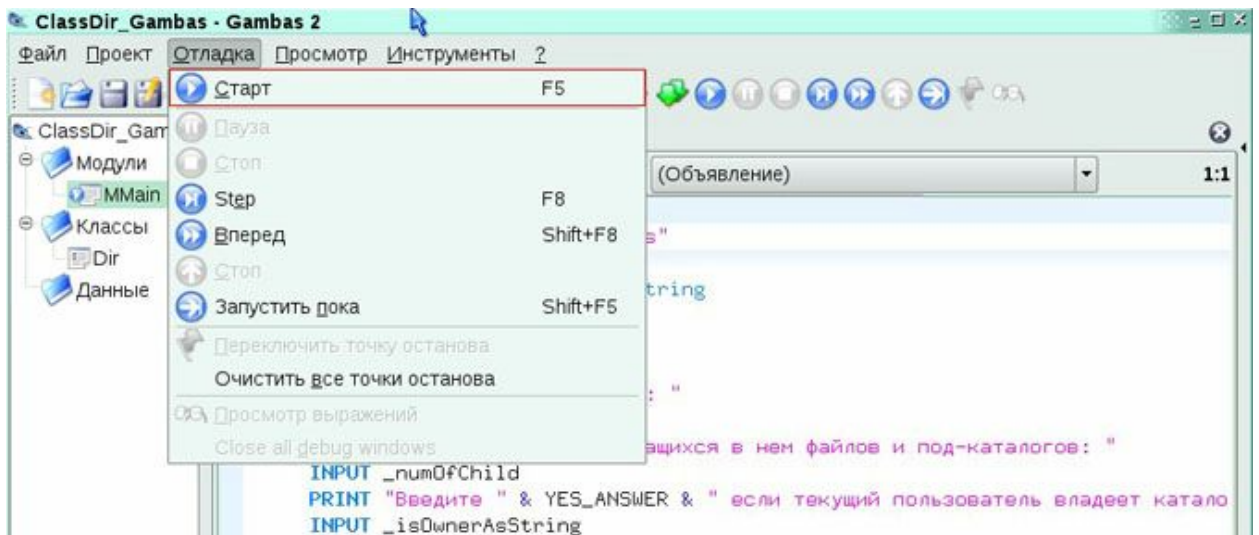 ClassDir_Gambas - Gambas 2
Файл Проект Отладка Просмотр Инструменты ?
Старт F5
ClassDir_Gam
Пауза
Модули
Стоп
(Объявление) 1:1
MMain
Step F8
Классы
Вперед Shift+F8
s"
Dir
Стоп
Данные
Запустить пока Shift+F5
tring
Переключить точку останова
Очистить все точки останова
: "
Просмотр выражений
Close all debug windows
ащихся в нем файлов и под-каталогов: "
INPUT _numOfChild
PRINT "Введите " & YES_ANSWER & " если текущий пользователь владеет катало
INPUT _isOwnerAsString